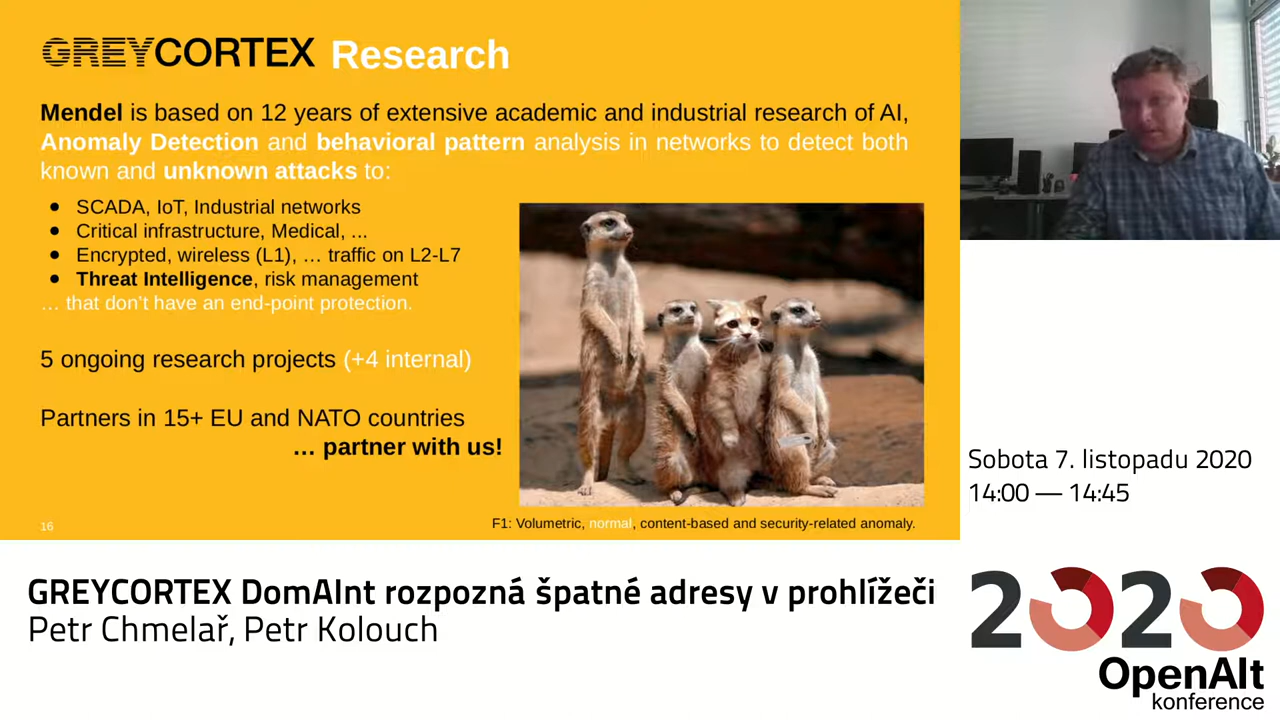 GREYCORTEX Research
Mendel is based on 12 years of extensive academic and industrial research of AI,
Anomaly Detection and behavioral pattern analysis in networks to detect both
known and unknown attacks to:
● SCADA, IoT, Industrial networks
● Critical infrastructure, Medical, ...
● Encrypted, wireless (L1), … traffic on L2-L7
● Threat Intelligence, risk management
… that don't have an end-point protection.
5 ongoing research projects (+4 internal)
Partners in 15+ EU and NATO countries
… partner with us!
16
F1: Volumetric, normal, content-based and security-related anomaly.
Sobota 7. listopadu 2020
14:00 — 14:45
GREYCORTEX DomAInt rozpozná špatné adresy v prohlížeči
Petr Chmelař, Petr Kolouch
2020
OpenAlt
konference